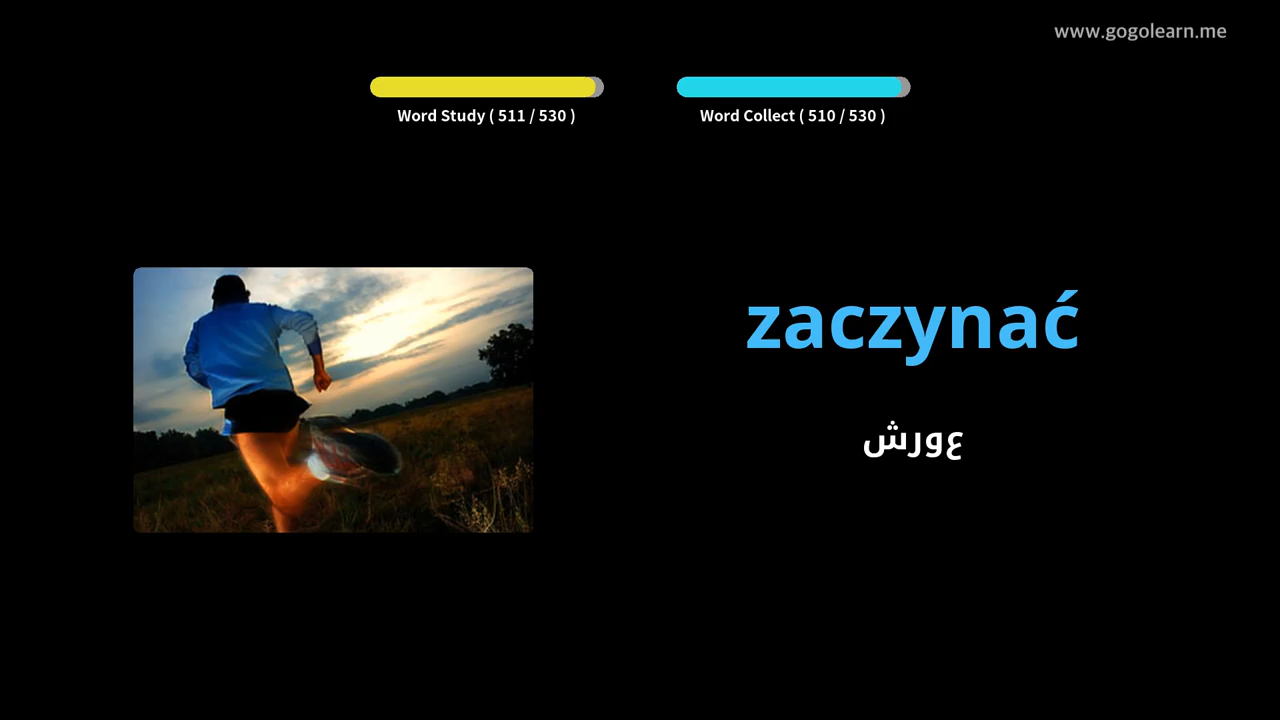 www.gogolearn.me
Word Study ( 511 / 530 )
Word Collect ( 510 / 530 )
zaczynać
عورش